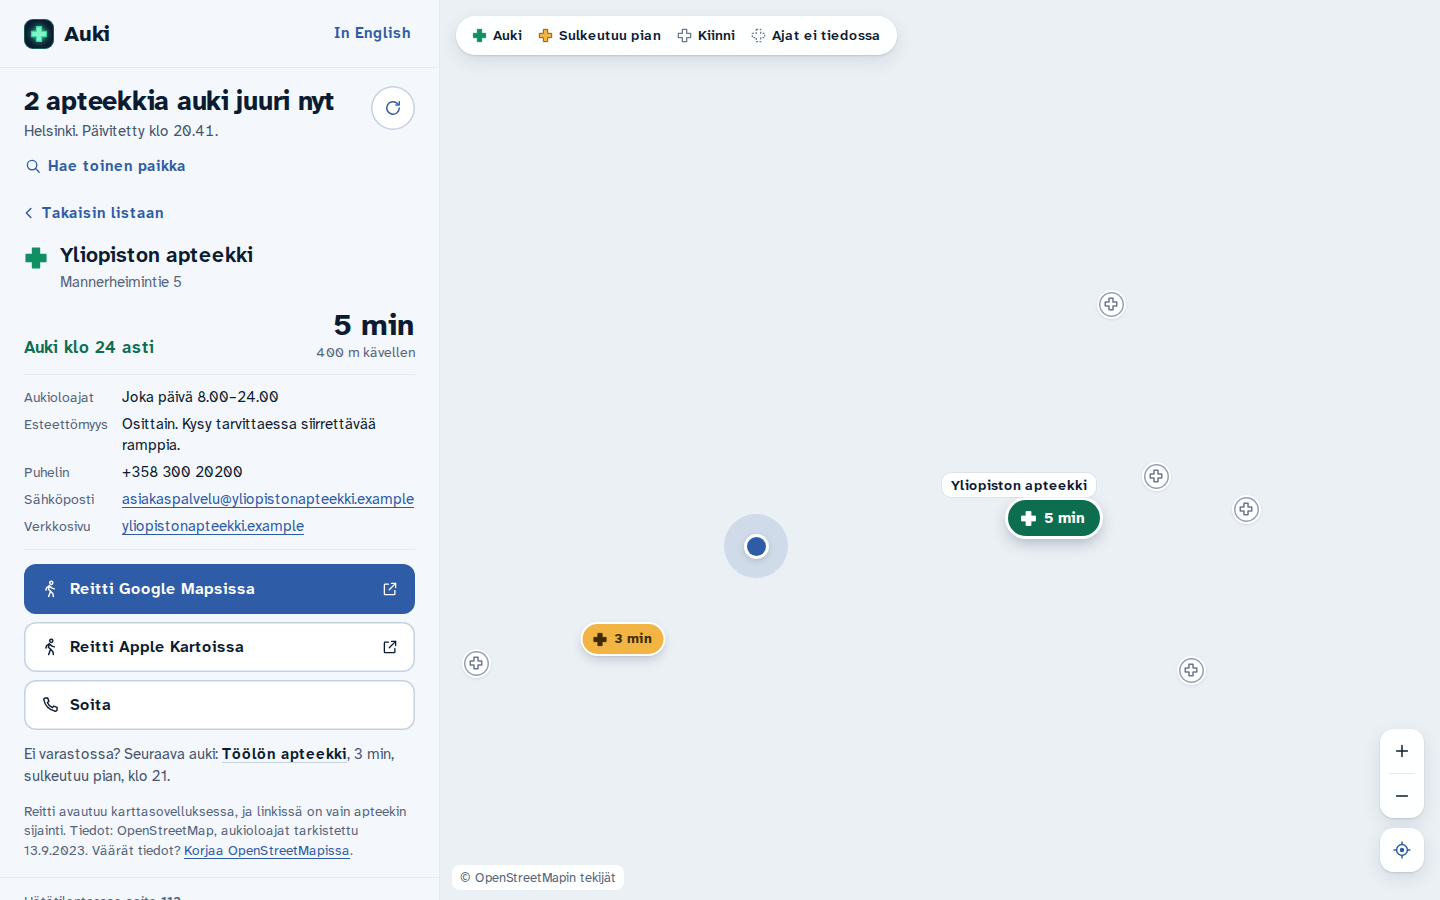 Auki
In English
2 apteekkia auki juuri nyt
Helsinki. Päivitetty klo 20.41.
Hae toinen paikka
Takaisin listaan
Yliopiston apteekki
Mannerheimintie 5
5 min
Auki klo 24 asti
400 m kävellen
Aukioloajat Joka päivä 8.00–24.00
Esteettömyys Osittain. Kysy tarvittaessa siirrettävää
ramppia.
Puhelin +358 300 20200
Sähköposti asiakaspalvelu@yliopistonapteekki.example
Verkkosivu yliopistonapteekki.example
Reitti Google Mapsissa
Reitti Apple Kartoissa
Soita
Ei varastossa? Seuraava auki: Töölön apteekki, 3 min,
sulkeutuu pian, klo 21.
Reitti avautuu karttasovelluksessa, ja linkissä on vain apteekin
sijainti. Tiedot: OpenStreetMap, aukioloajat tarkistettu
13.9.2023. Väärät tiedot? Korjaa OpenStreetMapissa.
Hätätilanteessa soita 112
Auki Sulkeutuu pian Kiinni Ajat ei tiedossa
Yliopiston apteekki
5 min
3 min
© OpenStreetMapin tekijät